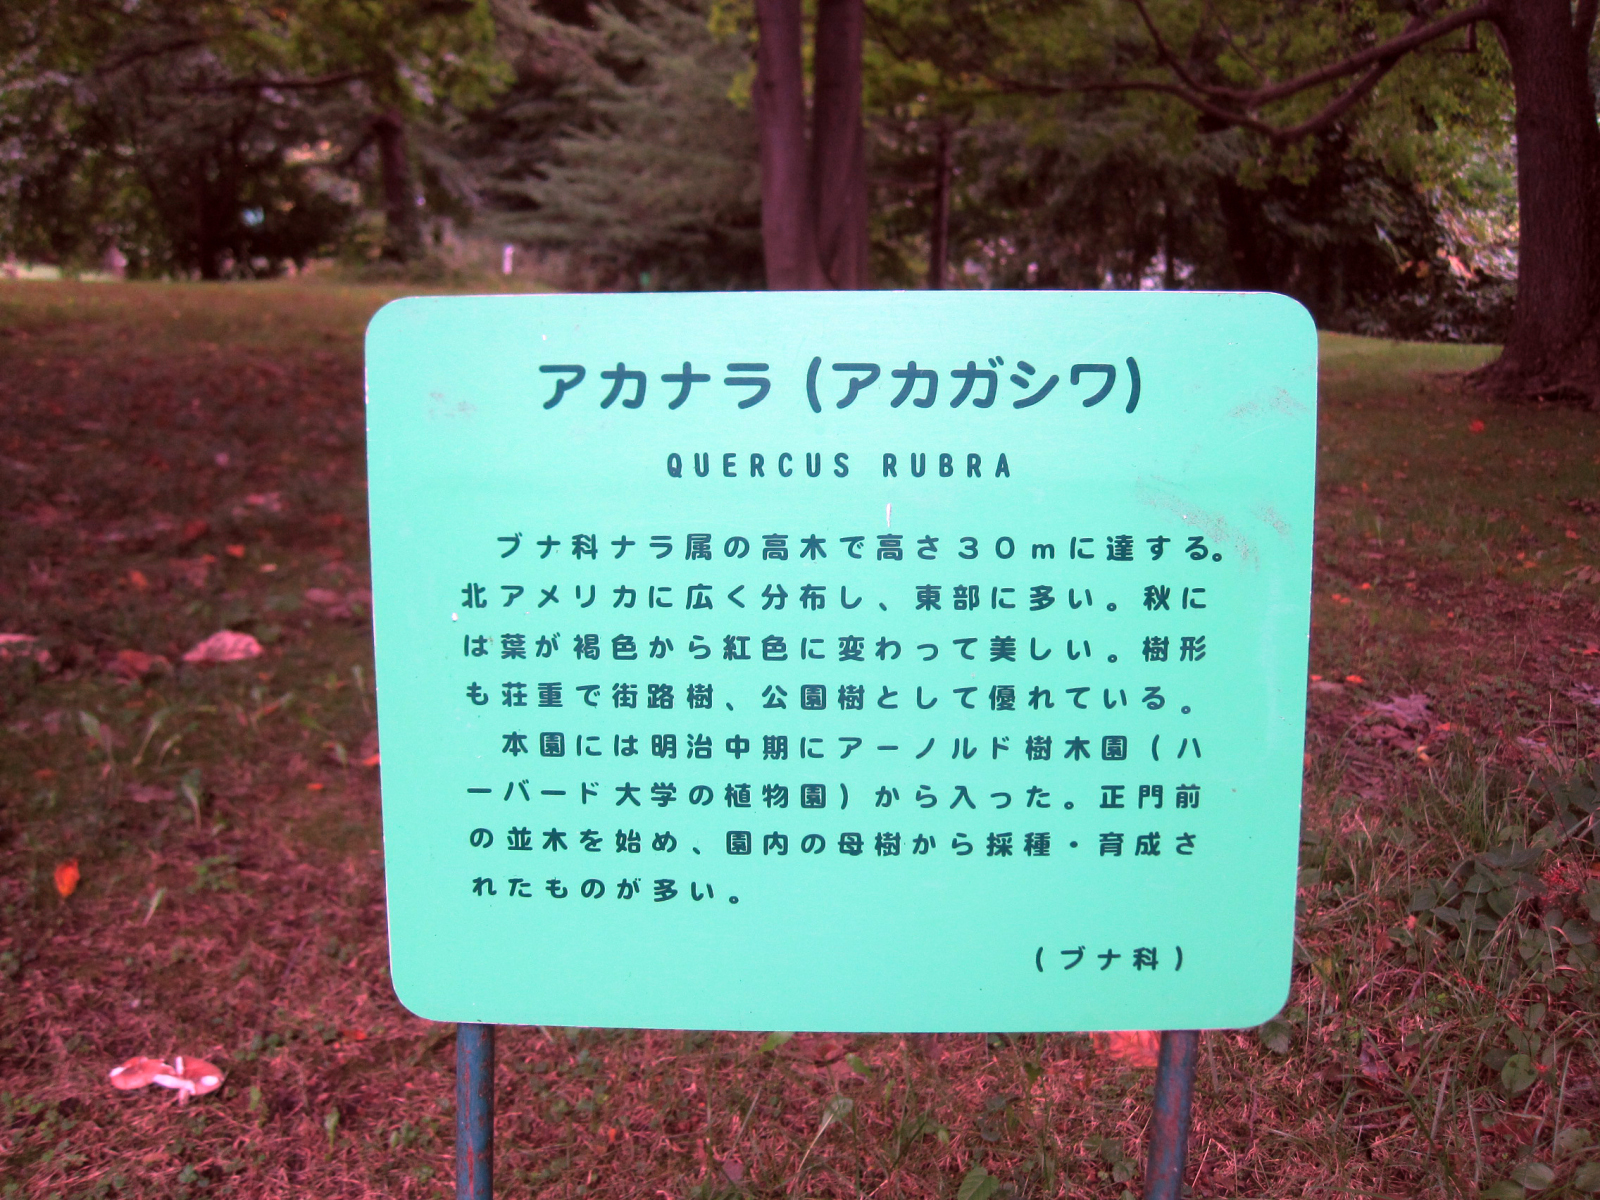 アカナラ(アカガシワ)
QUERCUS RUBRA
ブナ科ナラ属の高木で高さ30mに達する。
北アメリカに広く分布し、東部に多い。秋に
は葉が褐色から紅色に変わって美しい。樹形
も荘重で街路樹、公園樹として優れている。
本園には明治中期にアーノルド樹木園(ハ
ーバード大学の植物園)から入った。正門前
の並木を始め、園内の母樹から採種・育成さ
れたものが多い。
(ブナ科)